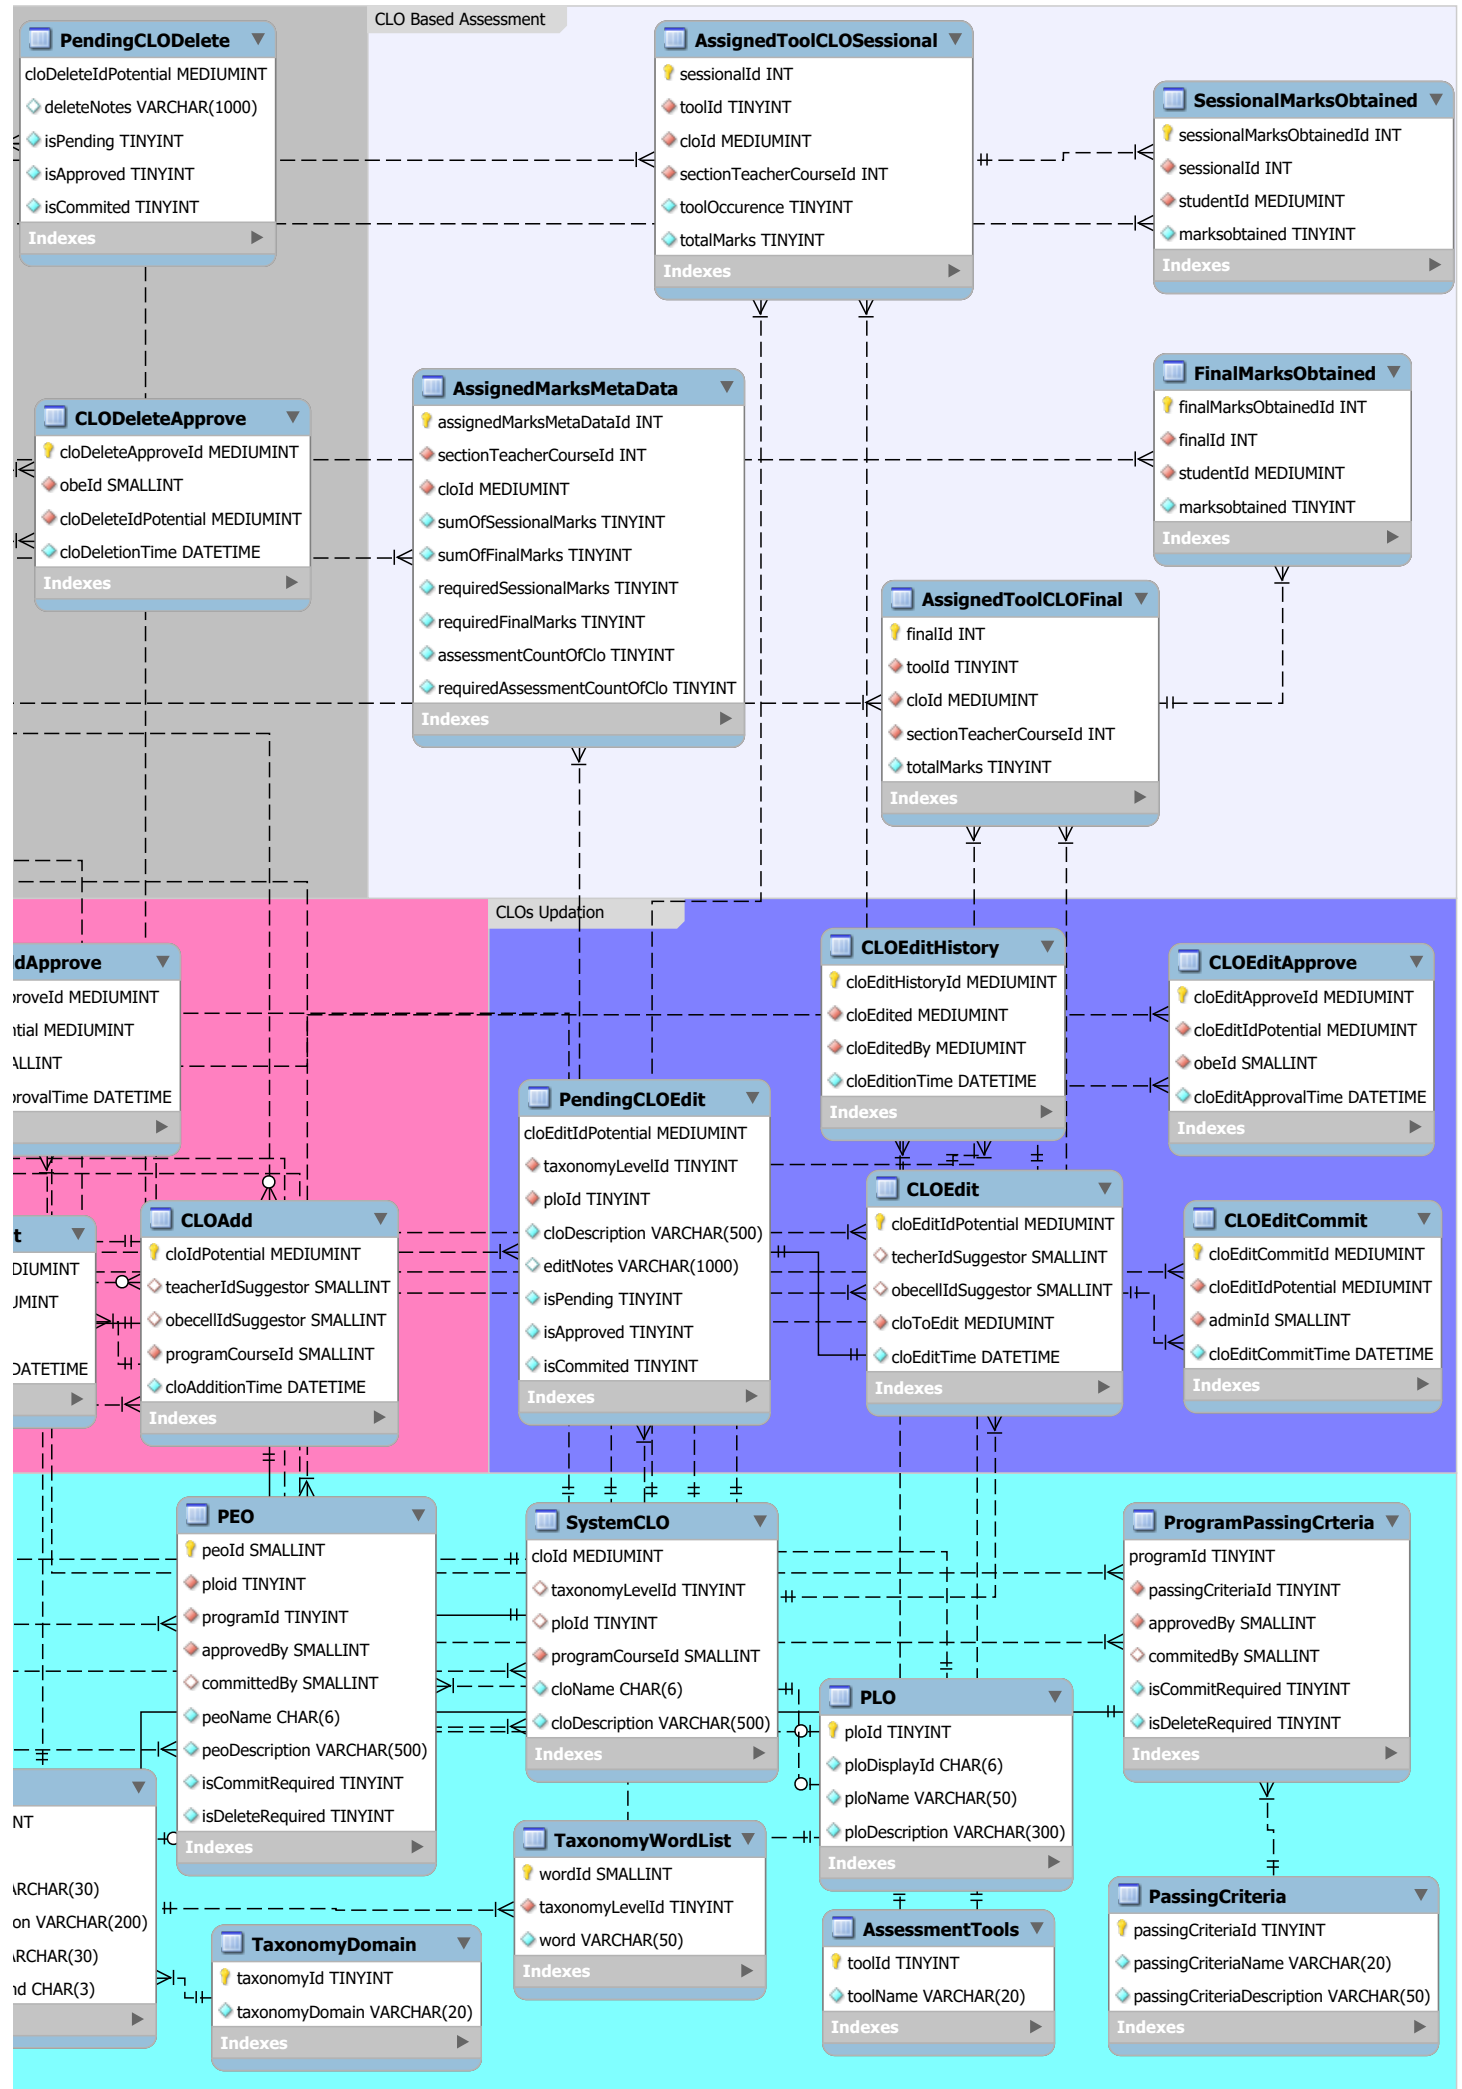 CLO Based Assessment
PendingCLODelete
cloDeleteIdPotential MEDIUMINT
deleteNotes VARCHAR(1000)
isPending TINYINT
isApproved TINYINT
isCommited TINYINT
Indexes
AssignedToolCLOSessional
sessionalId INT
toolId TINYINT
cloId MEDIUMINT
sectionTeacherCourseId INT
toolOccurence TINYINT
totalMarks TINYINT
Indexes
SessionalMarksObtained
sessionalMarksObtainedId INT
sessionalId INT
studentId MEDIUMINT
marksobtained TINYINT
Indexes
CLODeleteApprove
cloDeleteApproveId MEDIUMINT
obeId SMALLINT
cloDeleteIdPotential MEDIUMINT
cloDeletionTime DATETIME
Indexes
AssignedMarksMetaData
assignedMarksMetaDataId INT
sectionTeacherCourseId INT
cloId MEDIUMINT
sumOfSessionalMarks TINYINT
sumOfFinalMarks TINYINT
requiredSessionalMarks TINYINT
requiredFinalMarks TINYINT
assessmentCountOfClo TINYINT
requiredAssessmentCountOfClo TINYINT
Indexes
FinalMarksObtained
finalMarksObtainedId INT
finalId INT
studentId MEDIUMINT
marksobtained TINYINT
Indexes
AssignedToolCLOFinal
finalId INT
toolId TINYINT
cloId MEDIUMINT
sectionTeacherCourseId INT
totalMarks TINYINT
Indexes
CLOs Updation
dApprove
proveId MEDIUMINT
ntial MEDIUMINT
ALLINT
provalTime DATETIME
PendingCLOEdit
cloEditIdPotential MEDIUMINT
taxonomyLevelId TINYINT
ploId TINYINT
cloDescription VARCHAR(500)
editNotes VARCHAR(1000)
isPending TINYINT
isApproved TINYINT
isCommited TINYINT
Indexes
CLOEditHistory
cloEditHistoryId MEDIUMINT
cloEdited MEDIUMINT
cloEditedBy MEDIUMINT
cloEditionTime DATETIME
Indexes
CLOEditApprove
cloEditApproveId MEDIUMINT
cloEditIdPotential MEDIUMINT
obeId SMALLINT
cloEditApprovalTime DATETIME
Indexes
t
DIUMINT
UMINT
DATETIME
CLOAdd
cloIdPotential MEDIUMINT
teacherIdSuggestor SMALLINT
obecellIdSuggestor SMALLINT
programCourseId SMALLINT
cloAdditionTime DATETIME
Indexes
CLOEdit
cloEditIdPotential MEDIUMINT
techerIdSuggestor SMALLINT
obecellIdSuggestor SMALLINT
cloToEdit MEDIUMINT
cloEditTime DATETIME
Indexes
CLOEditCommit
cloEditCommitId MEDIUMINT
cloEditIdPotential MEDIUMINT
adminId SMALLINT
cloEditCommitTime DATETIME
Indexes
PEO
peoId SMALLINT
ploid TINYINT
programId TINYINT
approvedBy SMALLINT
committedBy SMALLINT
peoName CHAR(6)
peoDescription VARCHAR(500)
isCommitRequired TINYINT
isDeleteRequired TINYINT
Indexes
SystemCLO
cloId MEDIUMINT
taxonomyLevelId TINYINT
ploId TINYINT
programCourseId SMALLINT
cloName CHAR(6)
cloDescription VARCHAR(500)
Indexes
ProgramPassingCrteria
programId TINYINT
passingCriteriaId TINYINT
approvedBy SMALLINT
commitedBy SMALLINT
isCommitRequired TINYINT
isDeleteRequired TINYINT
Indexes
PLO
ploId TINYINT
ploDisplayId CHAR(6)
ploName VARCHAR(50)
ploDescription VARCHAR(300)
Indexes
NT
ARCHAR(30)
on VARCHAR(200)
ARCHAR(30)
nd CHAR(3)
TaxonomyWordList
wordId SMALLINT
taxonomyLevelId TINYINT
word VARCHAR(50)
Indexes
TaxonomyDomain
taxonomyId TINYINT
taxonomyDomain VARCHAR(20)
Indexes
AssessmentTools
toolId TINYINT
toolName VARCHAR(20)
Indexes
PassingCriteria
passingCriteriaId TINYINT
passingCriteriaName VARCHAR(20)
passingCriteriaDescription VARCHAR(50)
Indexes